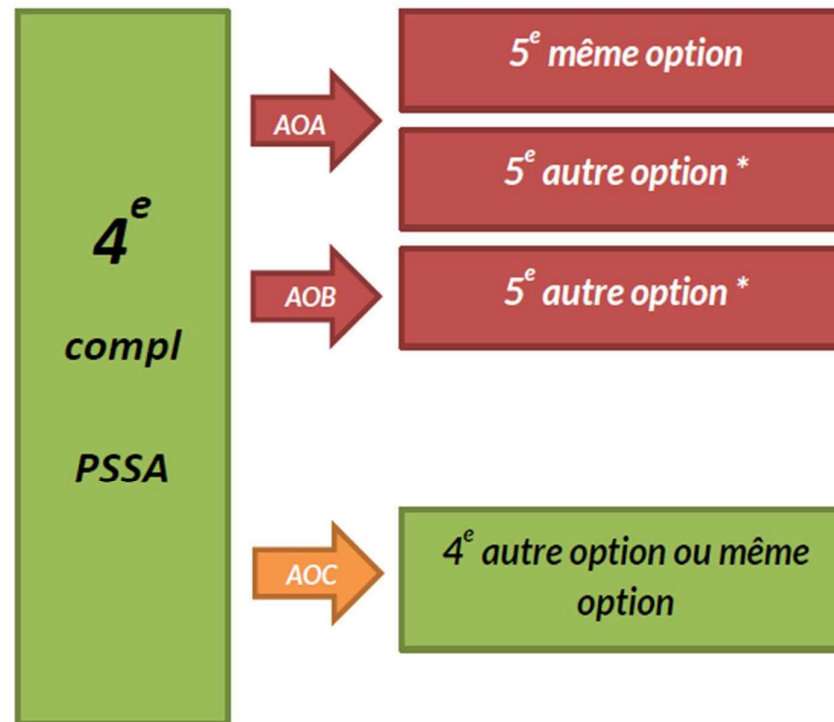 4e
compl
PSSA
AOA
5e même option
5e autre option *
AOB
5e autre option *
AOC
4e autre option ou même
option